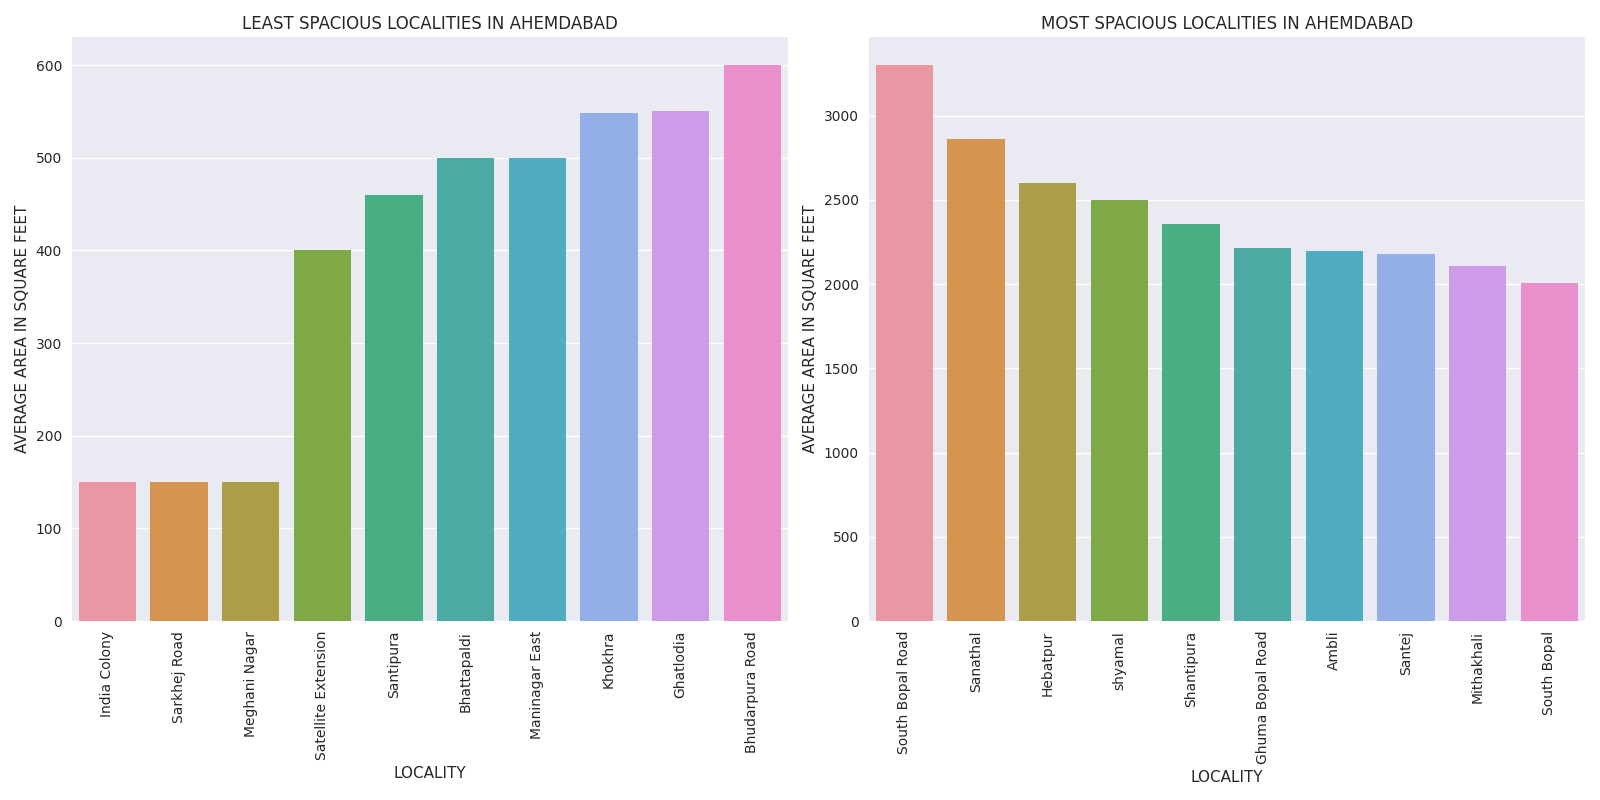 LEAST SPACIOUS LOCALITIES IN AHEMDABAD
AVERAGE AREA IN SQUARE FEET
600
500
400
300
200
100
0
India Colony
Sarkhej Road
Meghani Nagar
Satellite Extension
Santipura
Bhattapaldi
Maninagar East
Khokhra
Ghatlodia
Bhudarpura Road
LOCALITY
MOST SPACIOUS LOCALITIES IN AHEMDABAD
AVERAGE AREA IN SQUARE FEET
3000
2500
2000
1500
1000
500
0
South Bopal Road
Sanathal
Hebatpur
shyamal
Shantipura
Ghuma Bopal Road
Ambli
Santej
Mithakhali
South Bopal
LOCALITY